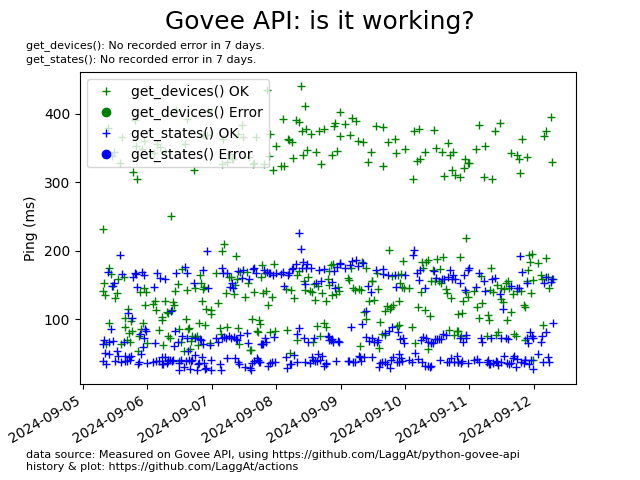 Govee API: is it working?
get_devices(): No recorded error in 7 days.
get_states(): No recorded error in 7 days.
get_devices() OK
get_devices() Error
get_states() OK
get_states() Error
Ping (ms)
400
300
200
100
2024-09-05
2024-09-06
2024-09-07
2024-09-08
2024-09-09
2024-09-10
2024-09-11
2024-09-12
data source: Measured on Govee API, using https://github.com/LaggAt/python-govee-api
history & plot: https://github.com/LaggAt/actions